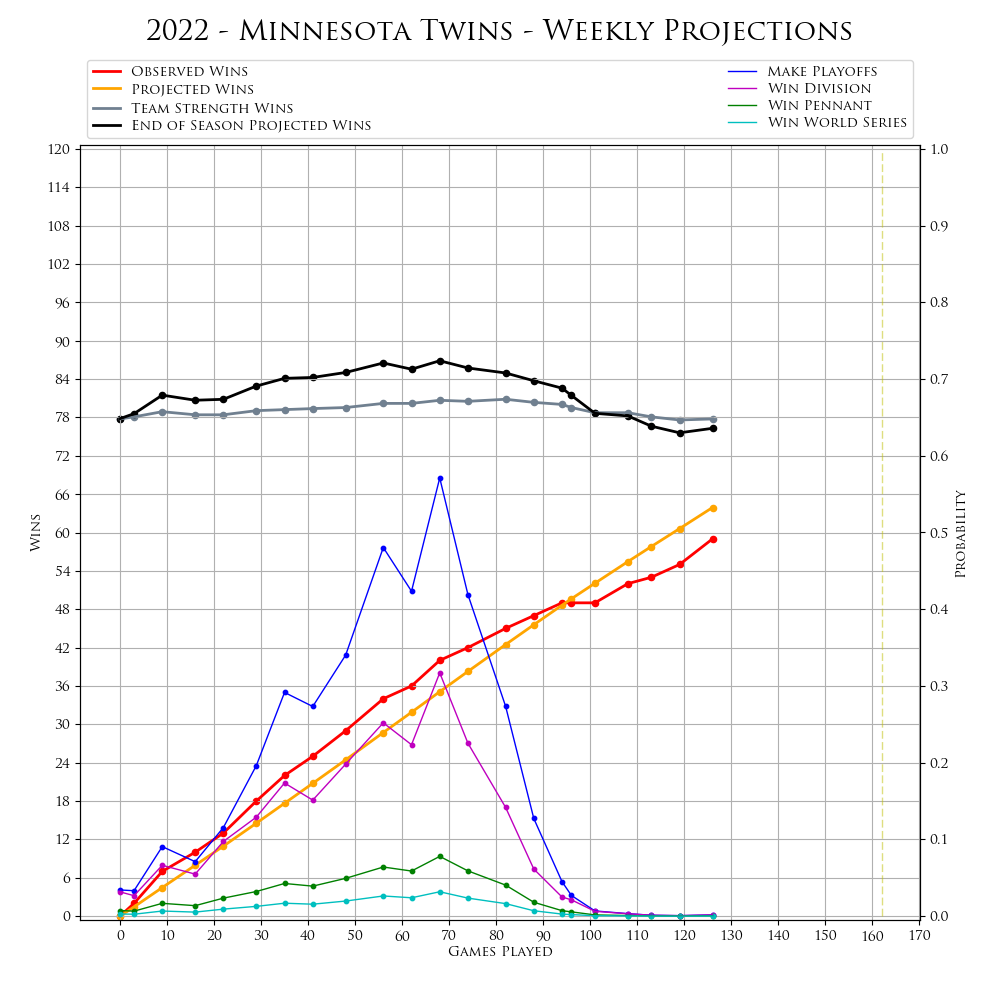 2022 - Minnesota Twins - Weekly Projections
Observed Wins
Projected Wins
Team Strength Wins
End of Season Projected Wins
Make Playoffs
Win Division
Win Pennant
Win World Series
120
114
108
102
96
90
84
78
72
66
60
54
48
42
36
30
24
18
12
6
0
Wins
1.0
0.9
0.8
0.7
0.6
0.5
0.4
0.3
0.2
0.1
0.0
Probability
0 10 20 30 40 50 60 70 80 90 100 110 120 130 140 150 160 170
Games Played